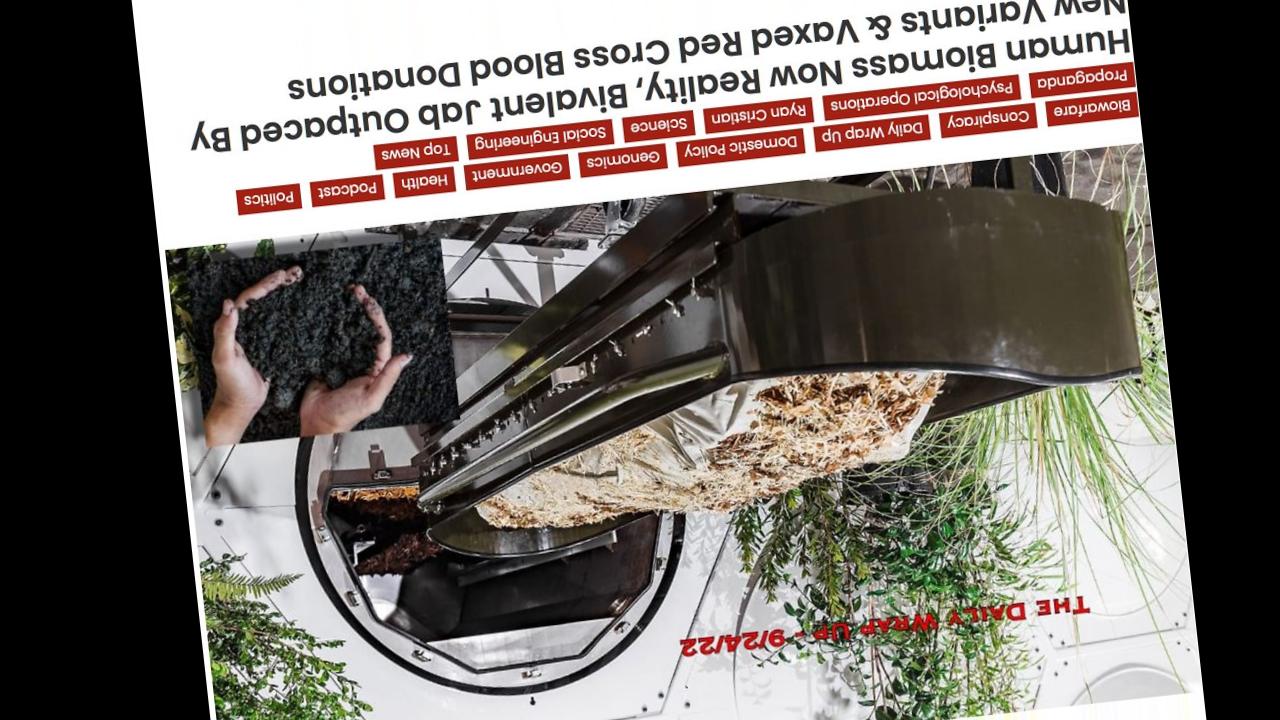 THE DAILY WRAP UP - 9/24/22
Biowarfare Conspiracy Daily Wrap Up Domestic Policy Genomics Government Health Podcast Politics
Propaganda Psychological Operations Ryan Cristian Science Social Engineering Top News
Human Biomass Now Reality, Bivalent Jab Outpaced By
New Variants & Vaxed Red Cross Blood Donations